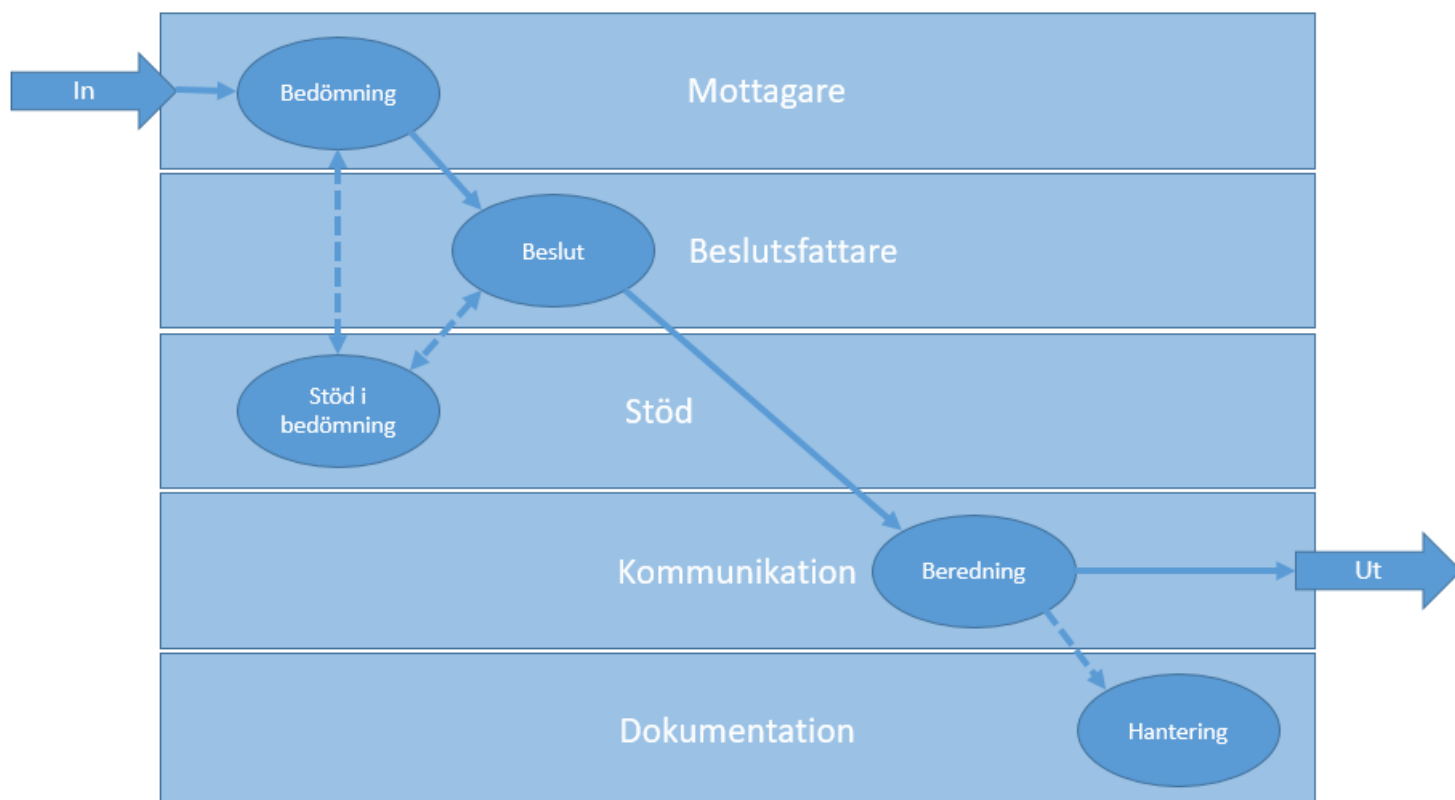 In
Bedömning
Mottagare
Beslut
Beslutsfattare
Stöd i
bedömning
Stöd
Kommunikation
Beredning
Ut
Dokumentation
Hantering